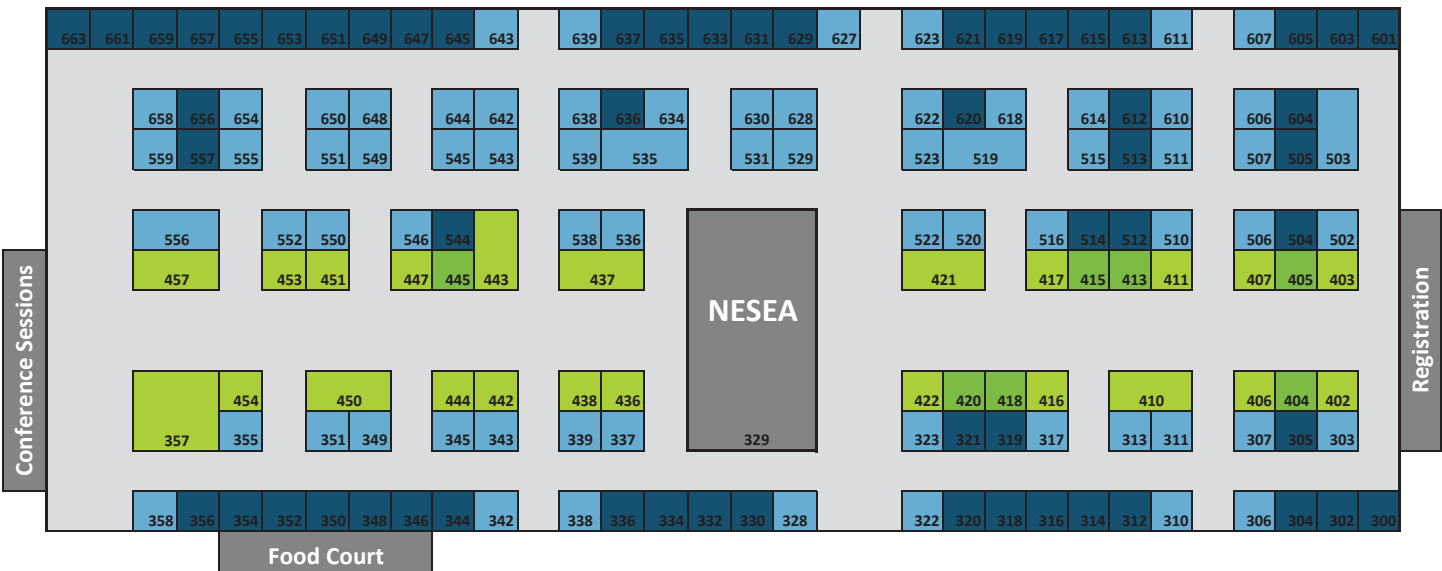 663 661 659 657 655 653 651 649 647 645 643 639 637 635 633 631 629 627 623 621 619 617 615 613 611 607 605 603 601
658 656 654 650 648 644 642 638 636 634 630 628 622 620 618 614 612 610 606 604
559 557 555 551 549 545 543 539 535 531 529 523 519 515 513 511 507 505 503
556 552 550 546 544 538 536 522 520 516 514 512 510 506 504 502
457 453 451 447 445 443 437 421 417 415 413 411 407 405 403
NESEA
Conference Sessions
Registration
454 450 444 442 438 436 422 420 418 416 410 406 404 402
357 355 351 349 345 343 339 337 329 323 321 319 317 313 311 307 305 303
358 356 354 352 350 348 346 344 342 338 336 334 332 330 328 322 320 318 316 314 312 310 306 304 302 300
Food Court